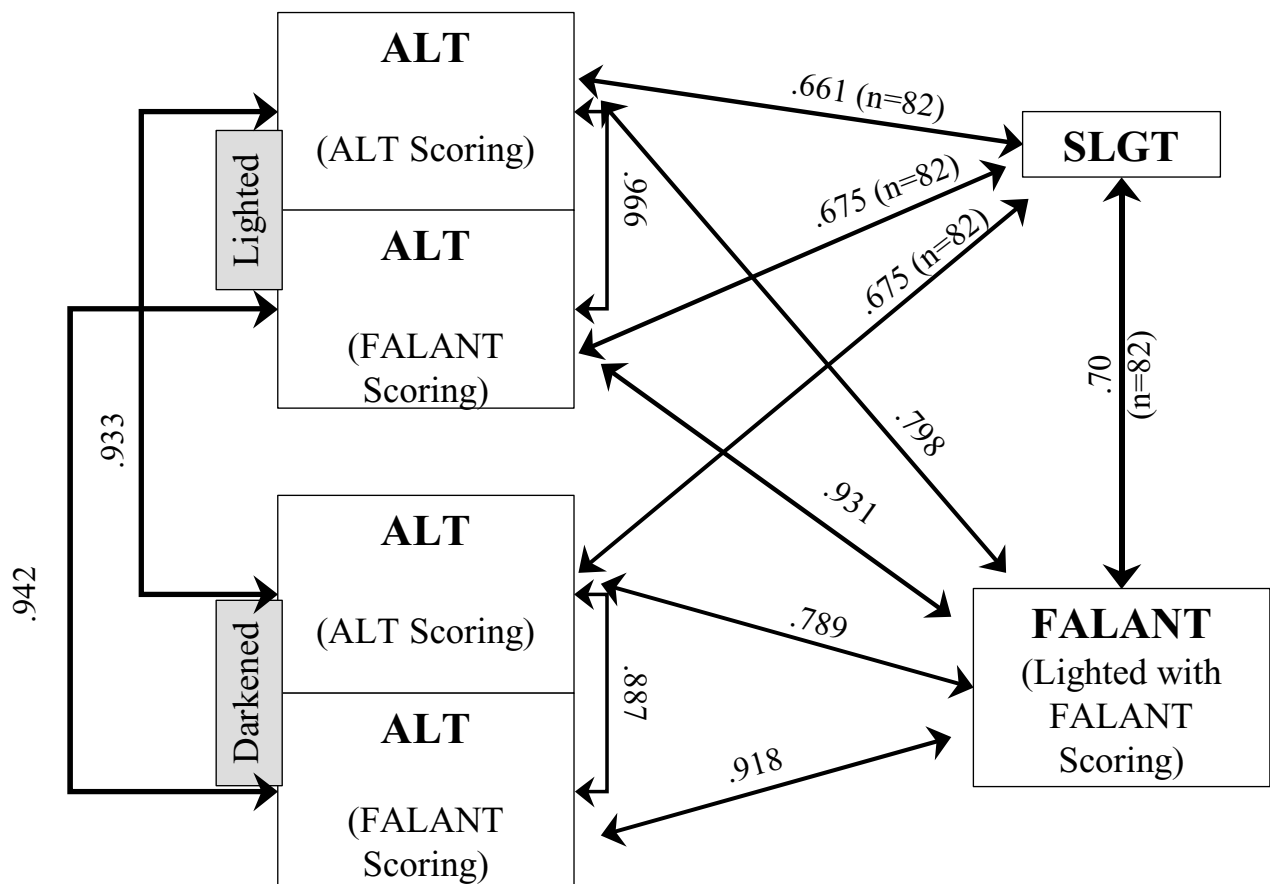 ALT
(ALT Scoring)
Lighted
ALT
(FALANT
Scoring)
.966
.661 (n=82)
SLGT
.675 (n=82)
.675 (n=82)
.70
(n=82)
.798
.931
.933
.942
ALT
(ALT Scoring)
Darkened
ALT
(FALANT
Scoring)
.887
.789
.918
FALANT
(Lighted with
FALANT
Scoring)